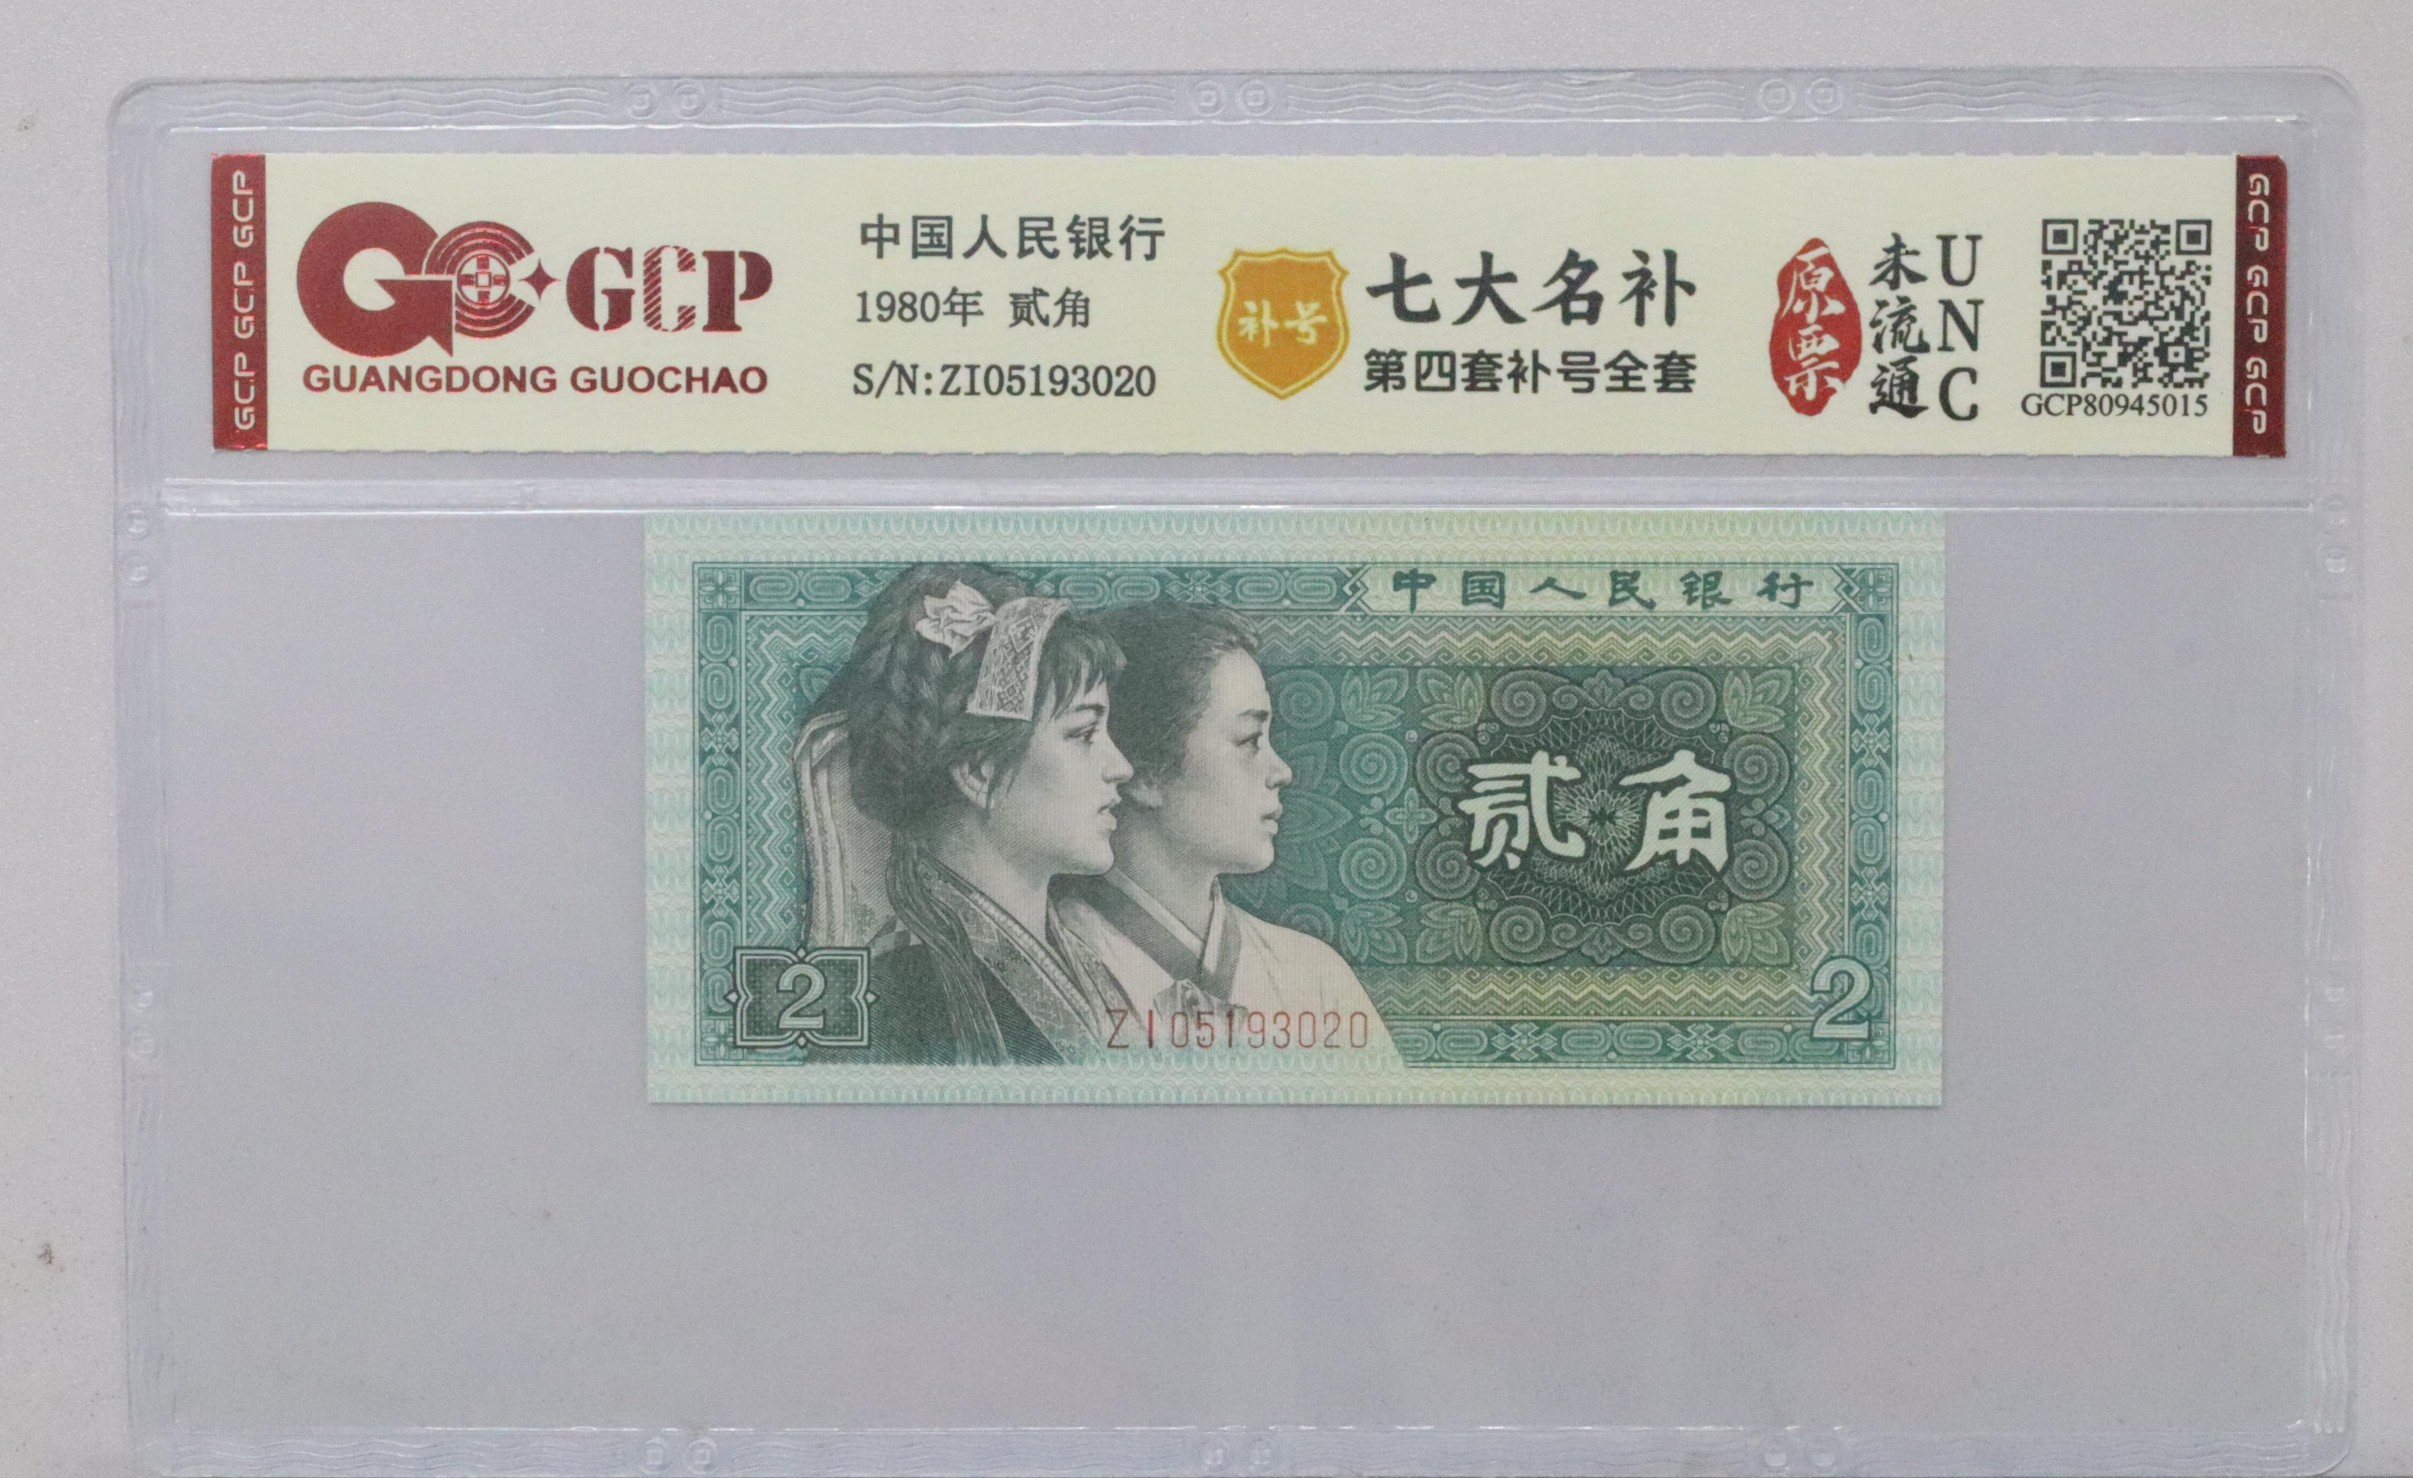 GCP GCP GCP
GCP
GUANGDONG GUOCHAO
中国人民银行
1980年 贰角
S/N:ZI05193020
补号
七大名补
第四套补号全套
原票
未流通
UNC
GCP80945015
GCP GCP GCP
中国人民银行
贰角
2
ZI05193020
2